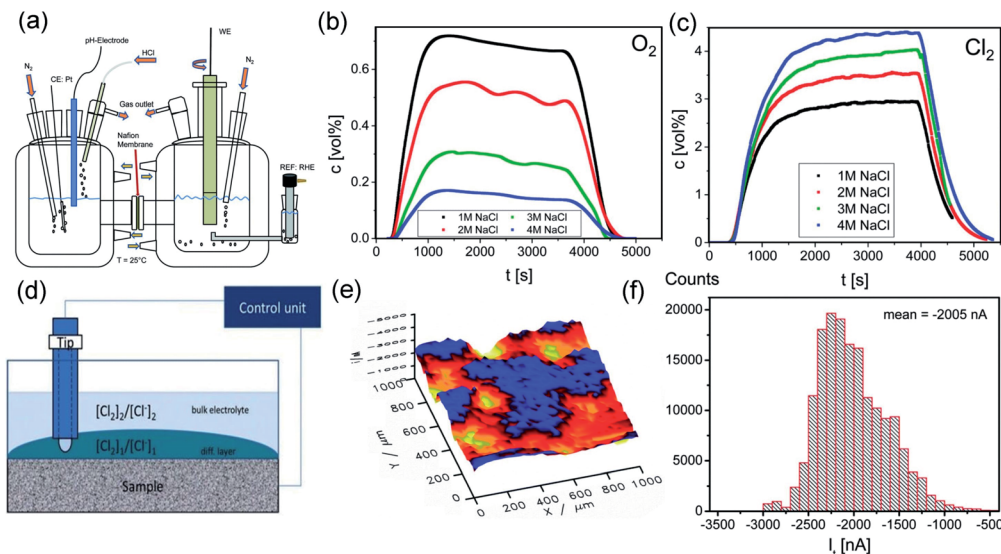 (a)
pH-Electrode
WE
HCl
N₂
CE: Pt
N₂
Gas outlet
Nafion
Membrane
REF: RHE
T = 25°C
(b)
O₂
c [vol%]
0.6
0.4
0.2
0.0
1M NaCl
3M NaCl
2M NaCl
4M NaCl
0
1000
2000
3000
4000
5000
t [s]
(c)
Cl₂
c [vol%]
4
3
2
1
0
1M NaCl
2M NaCl
3M NaCl
4M NaCl
0
1000
2000
3000
4000
5000
t [s]
(d)
Control unit
Tip
[Cl₂]₂/[Cl⁻]₂
bulk electrolyte
[Cl₂]₁/[Cl⁻]₁
diff. layer
Sample
(e)
1000
800
600
400
200
0
Y / µm
0
200
400
600
800
1000
X / µm
(f)
Counts
mean = -2005 nA
20000
15000
10000
5000
0
-3500
-3000
-2500
-2000
-1500
-1000
-500
[nA]